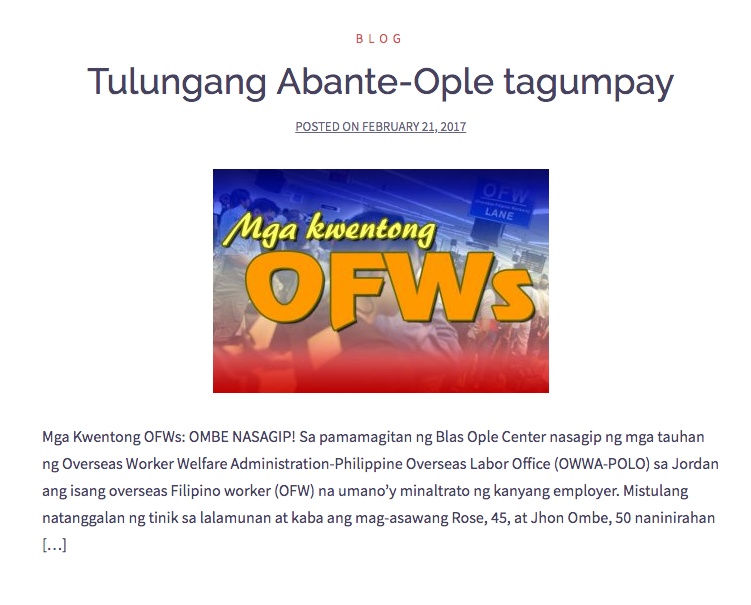 BLOG
Tulungang Abante-Ople tagumpay
POSTED ON FEBRUARY 21, 2017
OFW
LANE
Mga kwentong
OFWs
Mga Kwentong OFWs: OMBE NASAGIP! Sa pamamagitan ng Blas Ople Center nasagip ng mga tauhan
ng Overseas Worker Welfare Administration-Philippine Overseas Labor Office (OWWA-POLO) sa Jordan
ang isang overseas Filipino worker (OFW) na umano’y minaltrato ng kanyang employer. Mistulang
natanggalan ng tinik sa lalamunan at kaba ang mag-asawang Rose, 45, at Jhon Ombe, 50 naninirahan
[…]